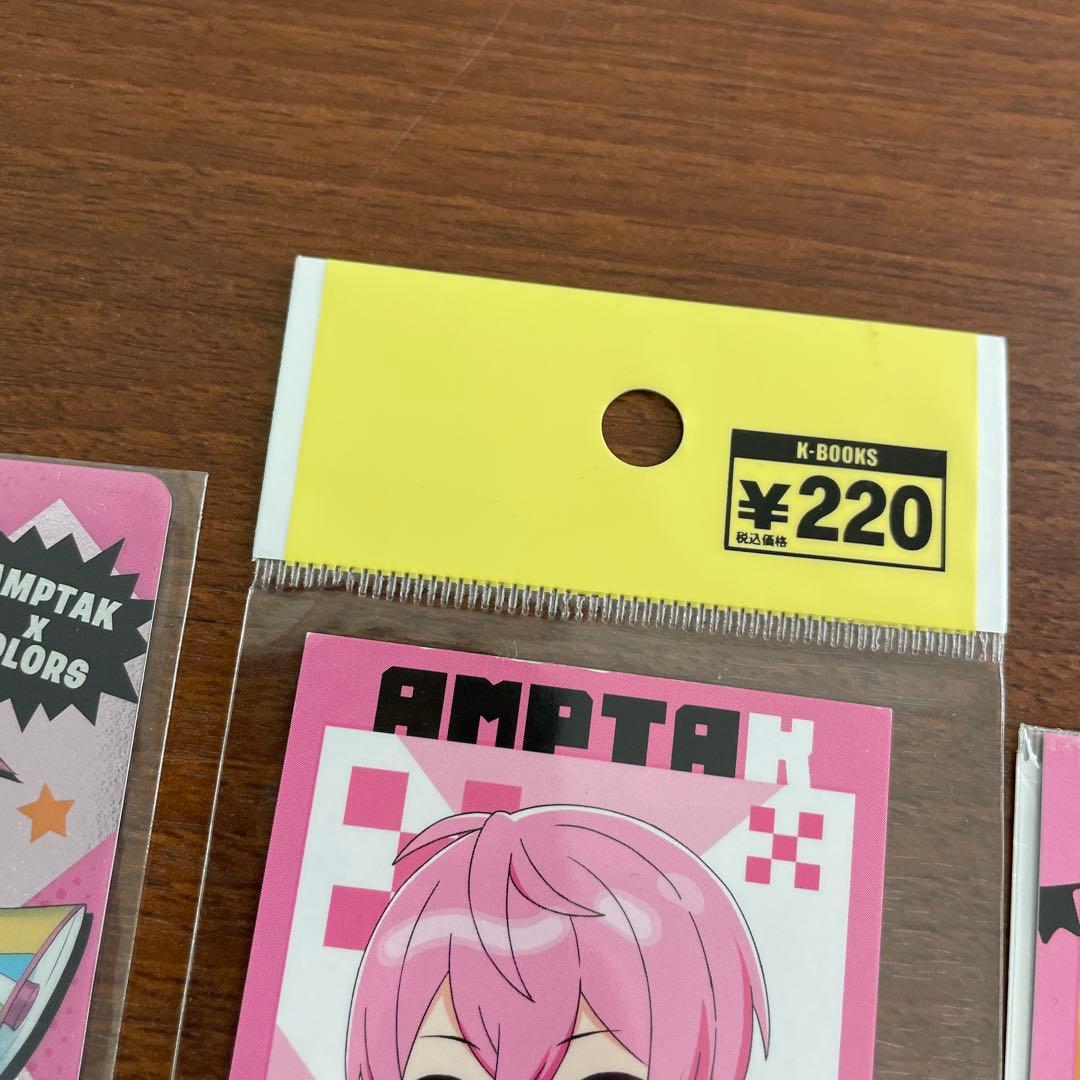 K-BOOKS
¥220
税込価格
AMPTAK
AMPTAK
X
COLORS